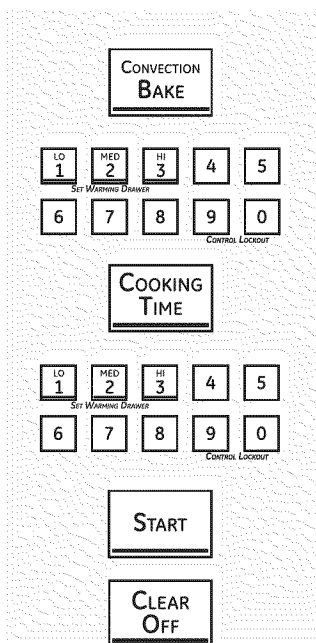 CONVECTION
BAKE
LO MED HI
1 2 3 4 5
SET WARMING DRAWER
6 7 8 9 0
CONTROL LOCKOUT
COOKING
TIME
LO MED HI
1 2 3 4 5
SET WARMING DRAWER
6 7 8 9 0
CONTROL LOCKOUT
START
CLEAR
OFF